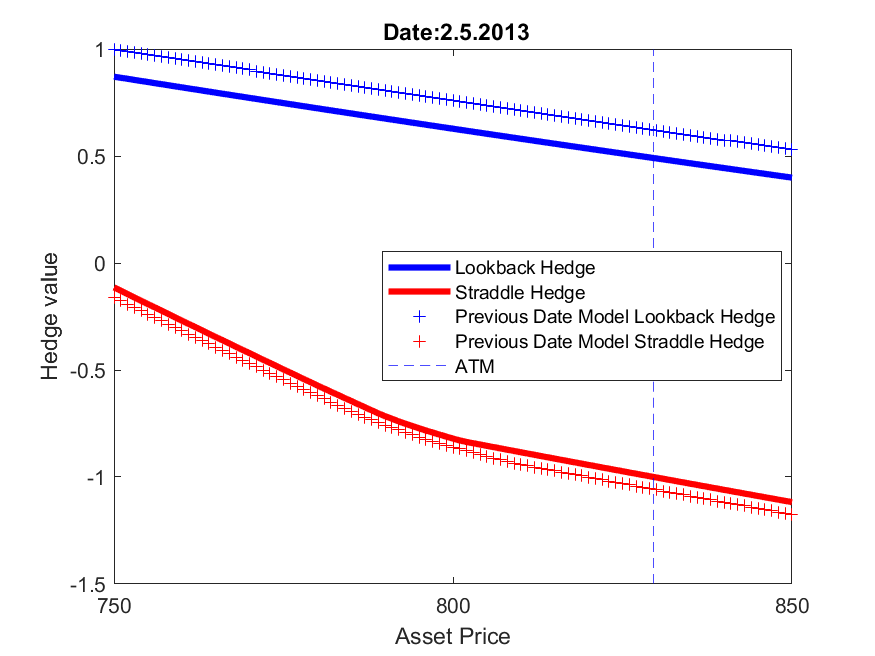 Date:2.5.2013
1
0.5
0
-0.5
-1
-1.5
Hedge value
Lookback Hedge
Straddle Hedge
Previous Date Model Lookback Hedge
Previous Date Model Straddle Hedge
ATM
750
800
850
Asset Price